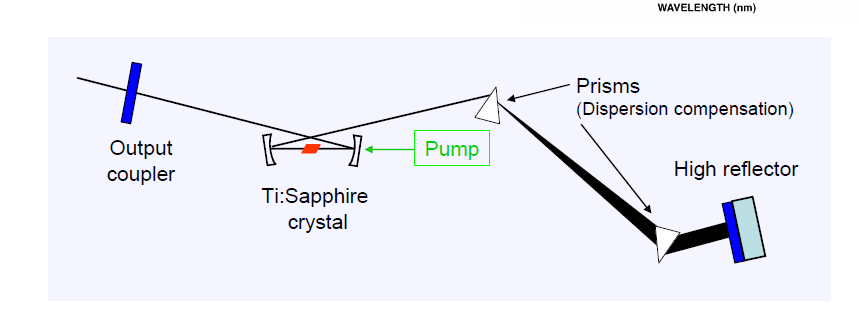 WAVELENGTH (nm)
Prisms
(Dispersion compensation)
Output
coupler
Pump
High reflector
Ti:Sapphire
crystal